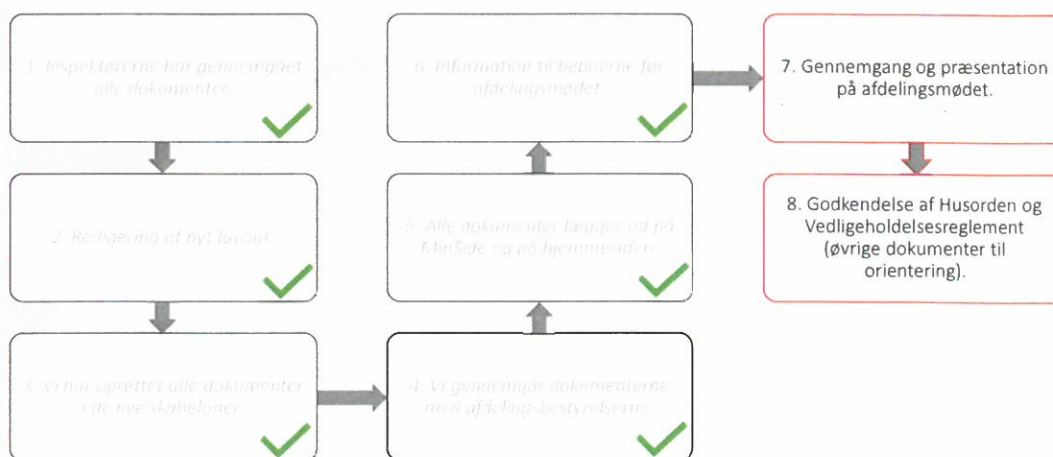 1. Inspektørerne har gennemgået
alle dokumenter.
2. Redigering af nyt layout
3. Vi har oprettet alle dokumenter
i de nye skabeloner
4. Vi gennemgår dokumenterne
med afdelingsbestyrelserne
5. Alle dokumenter lægges ud på
MinSide og på hjemmesiden.
6. Information til beboerne før
afdelingsmødet
7. Gennemgang og præsentation
på afdelingsmødet.
8. Godkendelse af Husorden og
Vedligeholdelsesreglement
(øvrige dokumenter til
orientering).